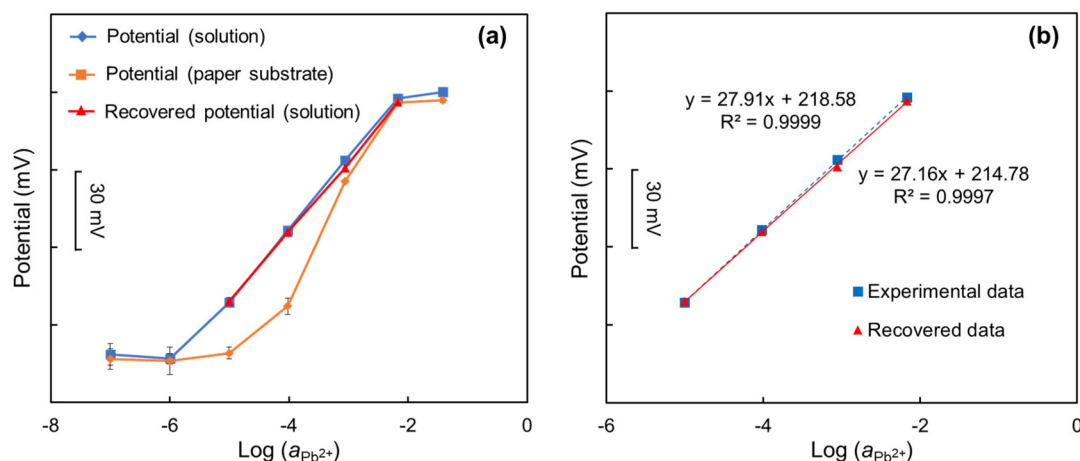 (a)
Potential (solution)
Potential (paper substrate)
Recovered potential (solution)
Potential (mV)
30 mV
-8
-6
-4
-2
0
Log (aPb²⁺)
(b)
y = 27.91x + 218.58
R² = 0.9999
y = 27.16x + 214.78
R² = 0.9997
Potential (mV)
30 mV
Experimental data
Recovered data
-6
-4
-2
0
Log (aPb²⁺)